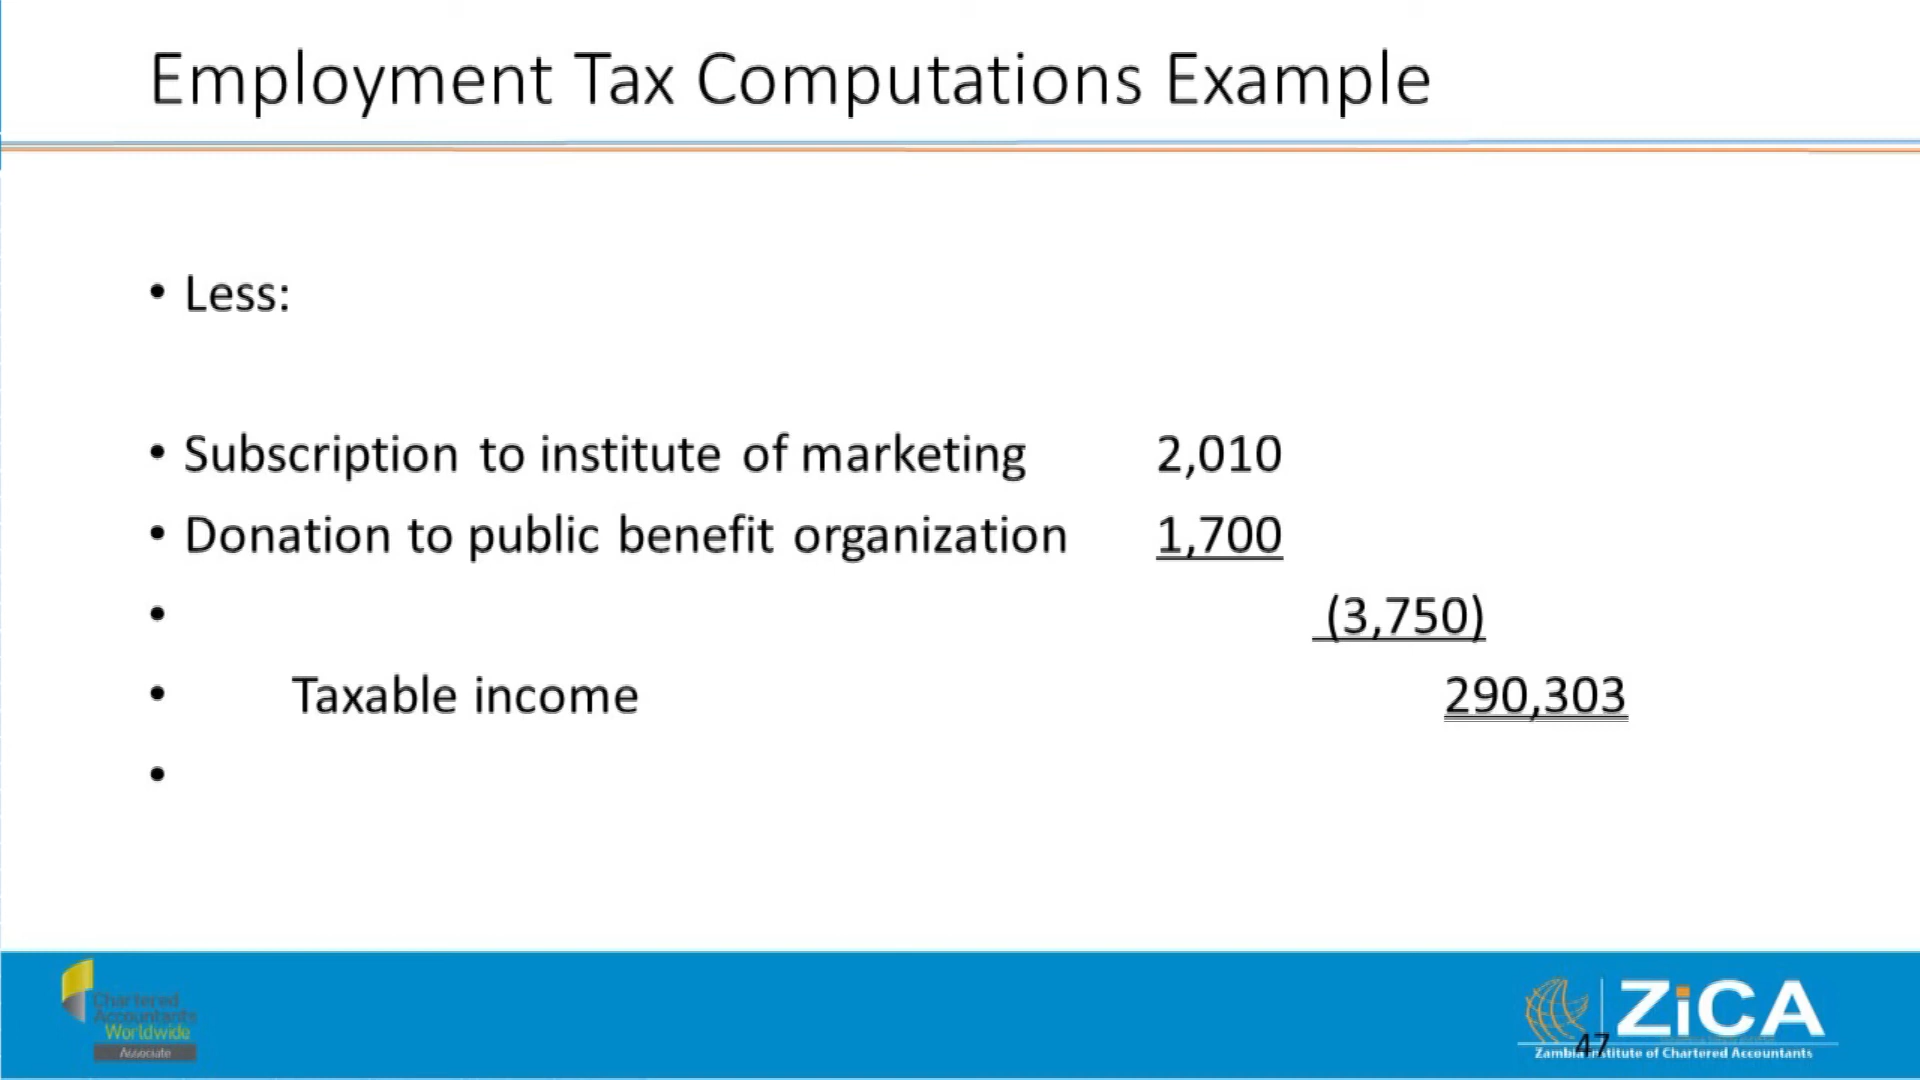 Employment Tax Computations Example
• Less:
• Subscription to institute of marketing 2,010
• Donation to public benefit organization 1,700
• (3,750)
• Taxable income 290,303
•
Chartered
Accountants
Worldwide
Associate
ZiCA
Zambia Institute of Chartered Accountants
47